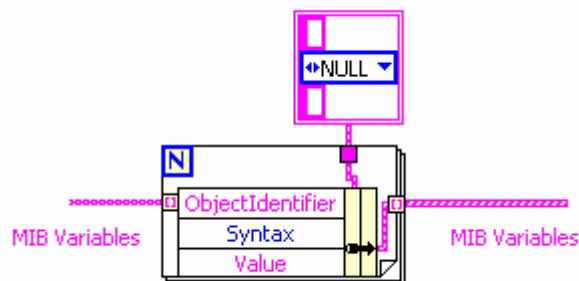 NULL
N
ObjectIdentifier
MIB Variables
Syntax
MIB Variables
Value